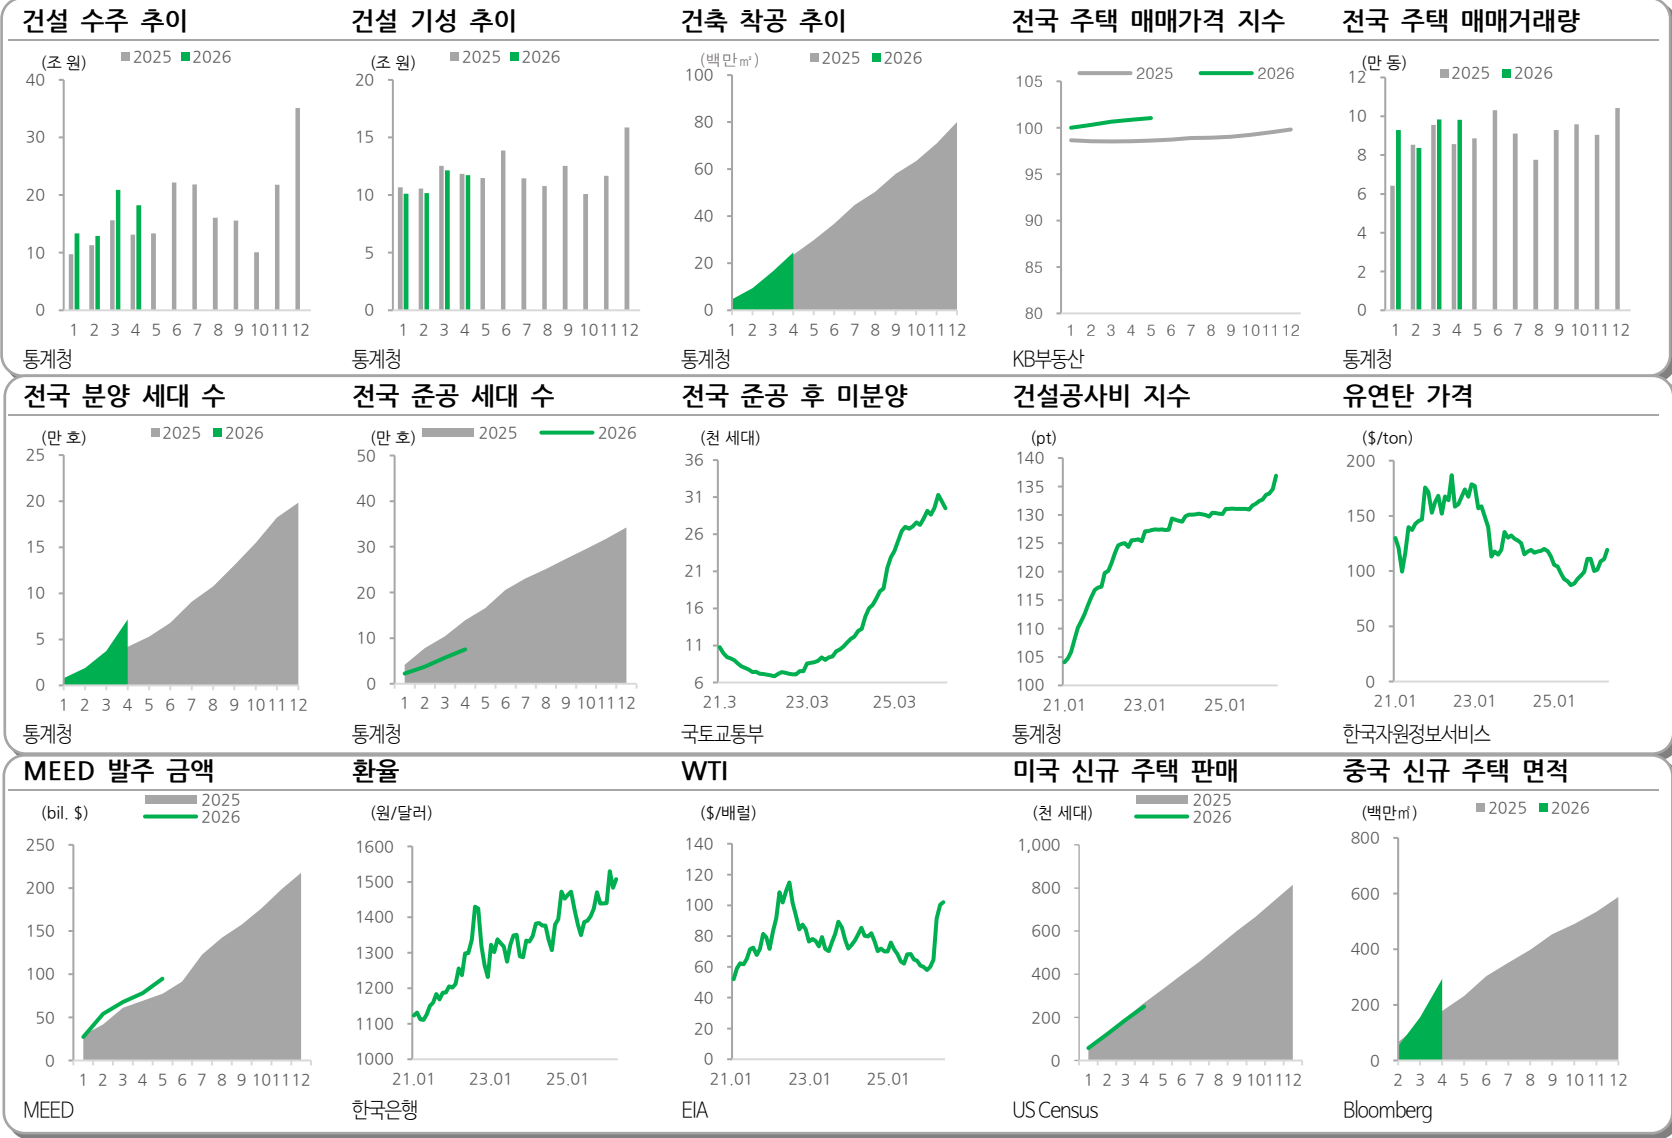 건설 수주 추이
(조 원)
2025 2026
40
30
20
10
0
1 2 3 4 5 6 7 8 9 10 11 12
통계청
건설 기성 추이
(조 원)
2025 2026
20
15
10
5
0
1 2 3 4 5 6 7 8 9 10 11 12
통계청
건축 착공 추이
(백만㎡)
2025 2026
100
80
60
40
20
0
1 2 3 4 5 6 7 8 9 10 11 12
통계청
전국 주택 매매가격 지수
2025 2026
105
100
95
90
85
80
1 2 3 4 5 6 7 8 9 10 11 12
KB부동산
전국 주택 매매거래량
(만 동)
2025 2026
12
10
8
6
4
2
0
1 2 3 4 5 6 7 8 9 10 11 12
통계청
전국 분양 세대 수
(만 호)
2025 2026
25
20
15
10
5
0
1 2 3 4 5 6 7 8 9 10 11 12
통계청
전국 준공 세대 수
(만 호)
2025 2026
50
40
30
20
10
0
1 2 3 4 5 6 7 8 9 10 11 12
통계청
전국 준공 후 미분양
(천 세대)
36
31
26
21
16
11
6
21.3 23.03 25.03
국토교통부
건설공사비 지수
(pt)
140
135
130
125
120
115
110
105
100
21.01 23.01 25.01
통계청
유연탄 가격
($/ton)
200
150
100
50
0
21.01 23.01 25.01
한국자원정보서비스
MEED 발주 금액
(bil. $)
2025
2026
250
200
150
100
50
0
1 2 3 4 5 6 7 8 9 10 11 12
MEED
환율
(원/달러)
1600
1500
1400
1300
1200
1100
1000
21.01 23.01 25.01
한국은행
WTI
($/배럴)
140
120
100
80
60
40
20
0
21.01 23.01 25.01
EIA
미국 신규 주택 판매
(천 세대)
2025
2026
1,000
800
600
400
200
0
1 2 3 4 5 6 7 8 9 10 11 12
US Census
중국 신규 주택 면적
(백만㎡)
2025 2026
800
600
400
200
0
2 3 4 5 6 7 8 9 10 11 12
Bloomberg